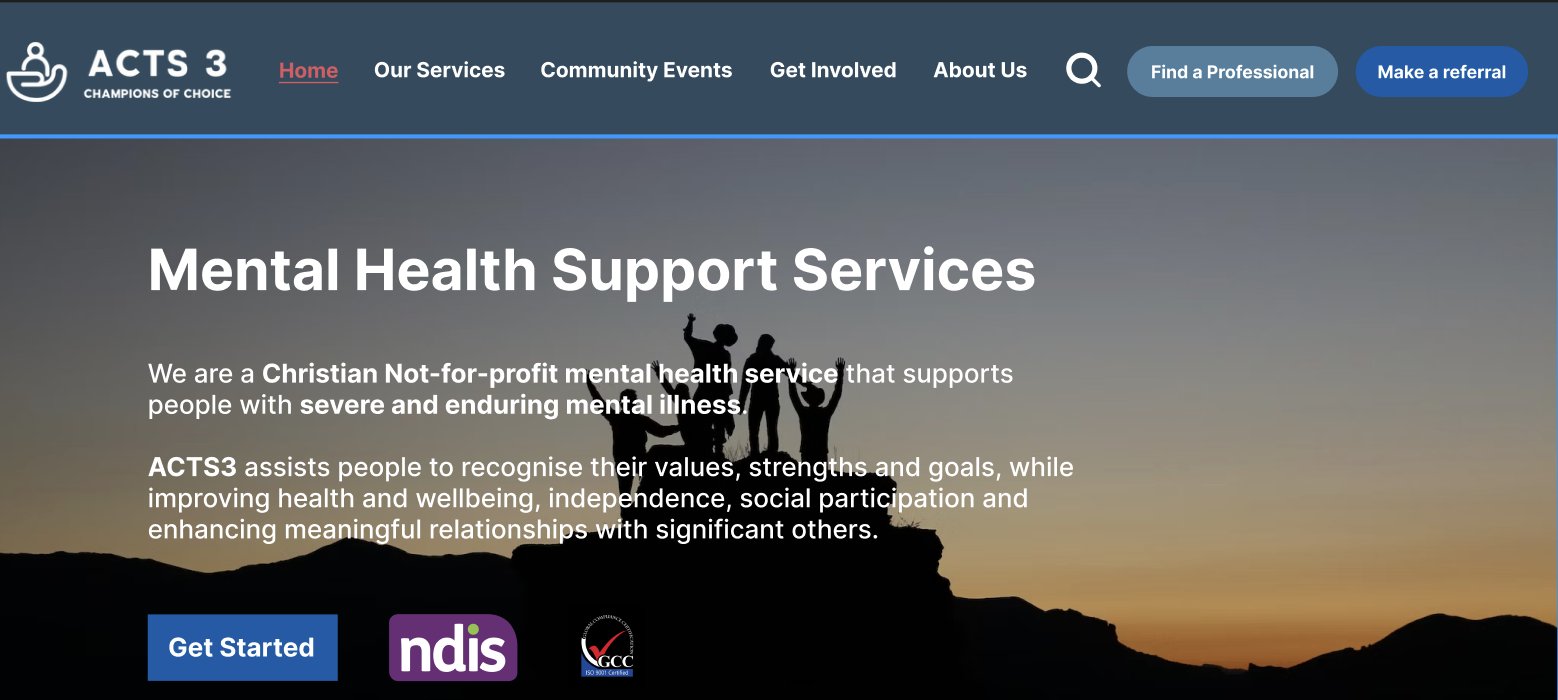 ACTS 3
CHAMPIONS OF CHOICE
Home
Our Services
Community Events
Get Involved
About Us
Find a Professional
Make a referral
Mental Health Support Services
We are a Christian Not-for-profit mental health service that supports
people with severe and enduring mental illness.
ACTS3 assists people to recognise their values, strengths and goals, while
improving health and wellbeing, independence, social participation and
enhancing meaningful relationships with significant others.
Get Started
ndis
GLOBAL COMPLIANCE CERTIFICATION
GCC
ISO 9001 Certified